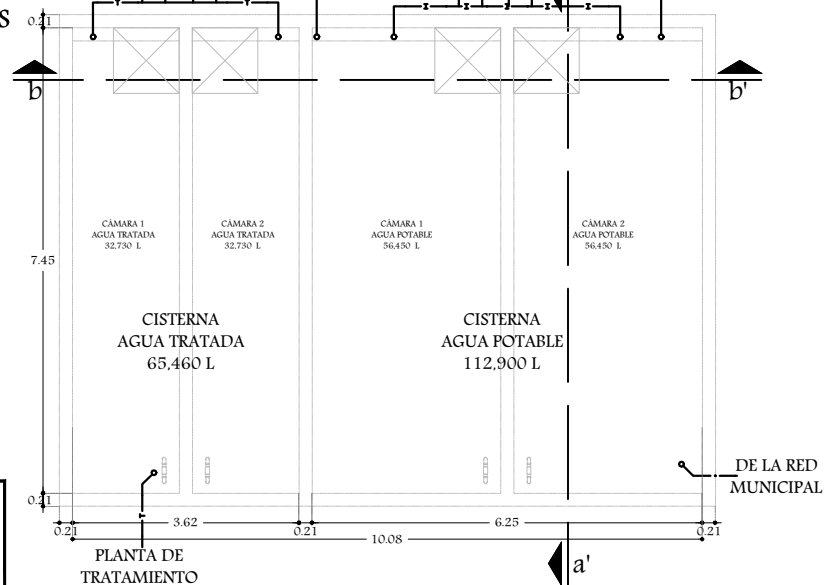 s
0.21
b
b'
CÁMARA 1
AGUA TRATADA
32,730 L
CÁMARA 2
AGUA TRATADA
32,730 L
CÁMARA 1
AGUA POTABLE
56,450 L
CÁMARA 2
AGUA POTABLE
56,450 L
7.45
CISTERNA
AGUA TRATADA
65,460 L
CISTERNA
AGUA POTABLE
112,900 L
DE LA RED
MUNICIPAL
0.21
0.21
3.62
0.21
6.25
0.21
10.08
PLANTA DE
TRATAMIENTO
a'